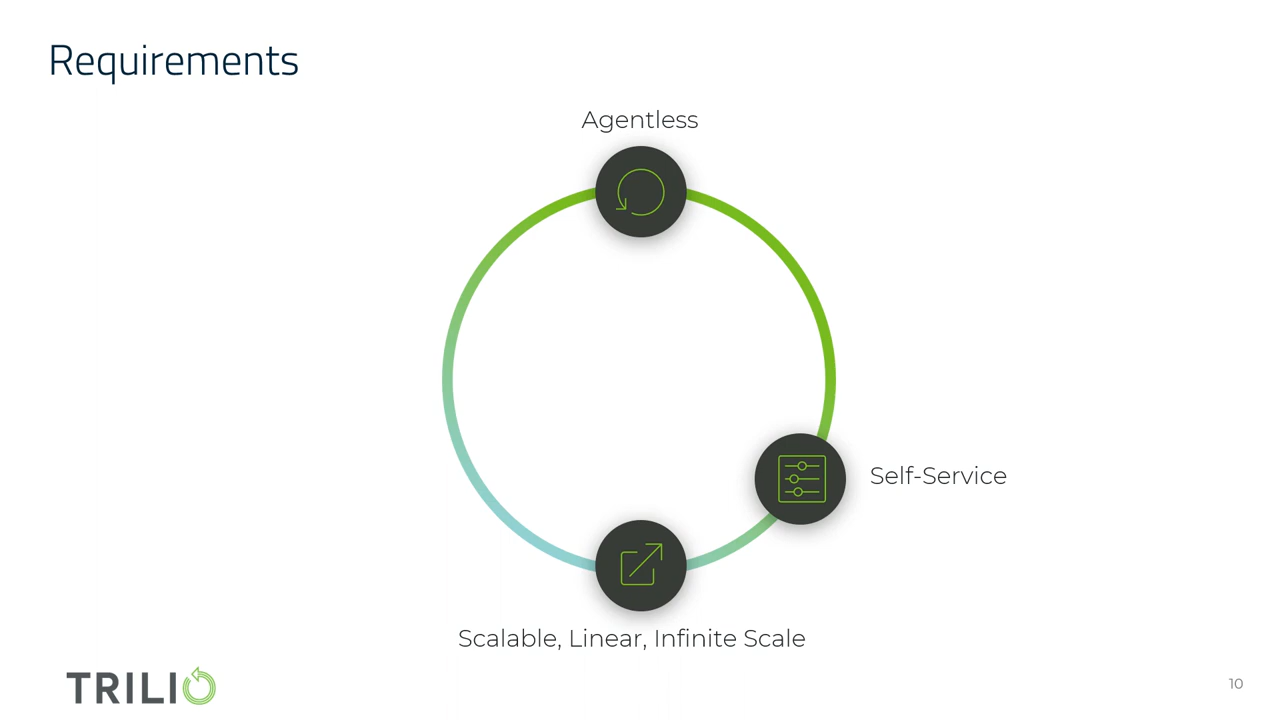 Requirements
Agentless
Self-Service
Scalable, Linear, Infinite Scale
TRILIO
10